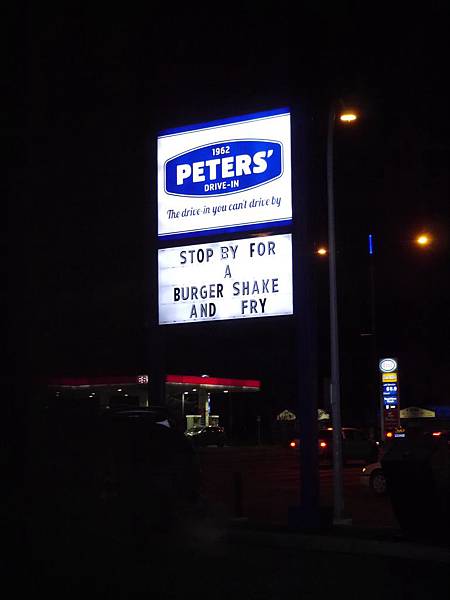 1962
PETERS'
DRIVE-IN
The drive-in you can't drive by
STOP BY FOR
A
BURGER SHAKE
AND FRY